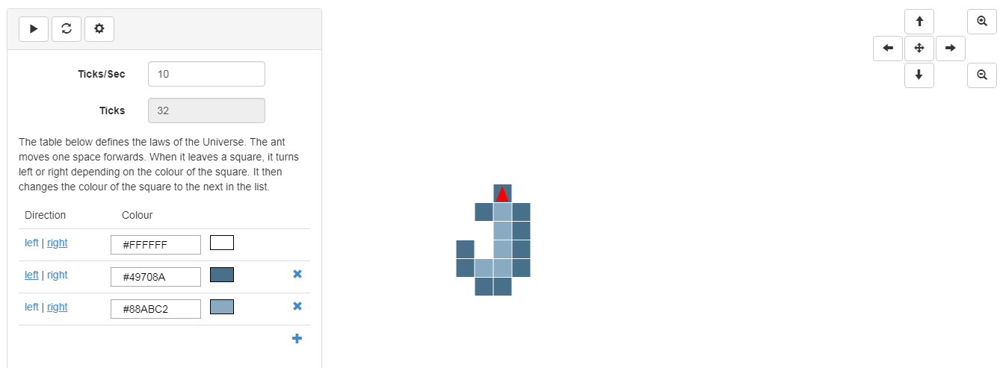 Ticks/Sec 10
Ticks 32
The table below defines the laws of the Universe. The ant
moves one space forwards. When it leaves a square, it turns
left or right depending on the colour of the square. It then
changes the colour of the square to the next in the list.
Direction Colour
left | right #FFFFFF
left | right #49708A
left | right #88ABC2